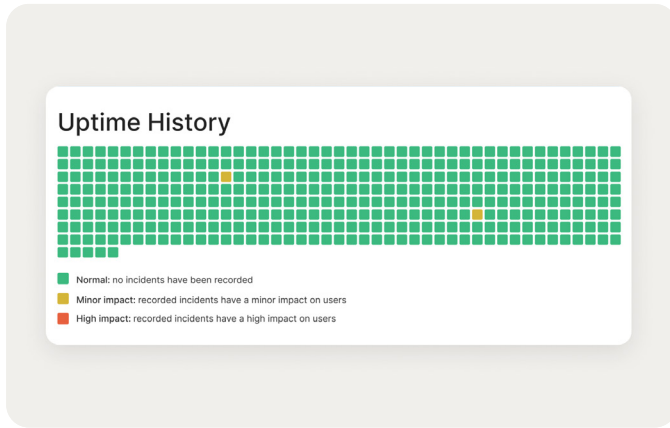 Uptime History
Normal: no incidents have been recorded
Minor impact: recorded incidents have a minor impact on users
High impact: recorded incidents have a high impact on users